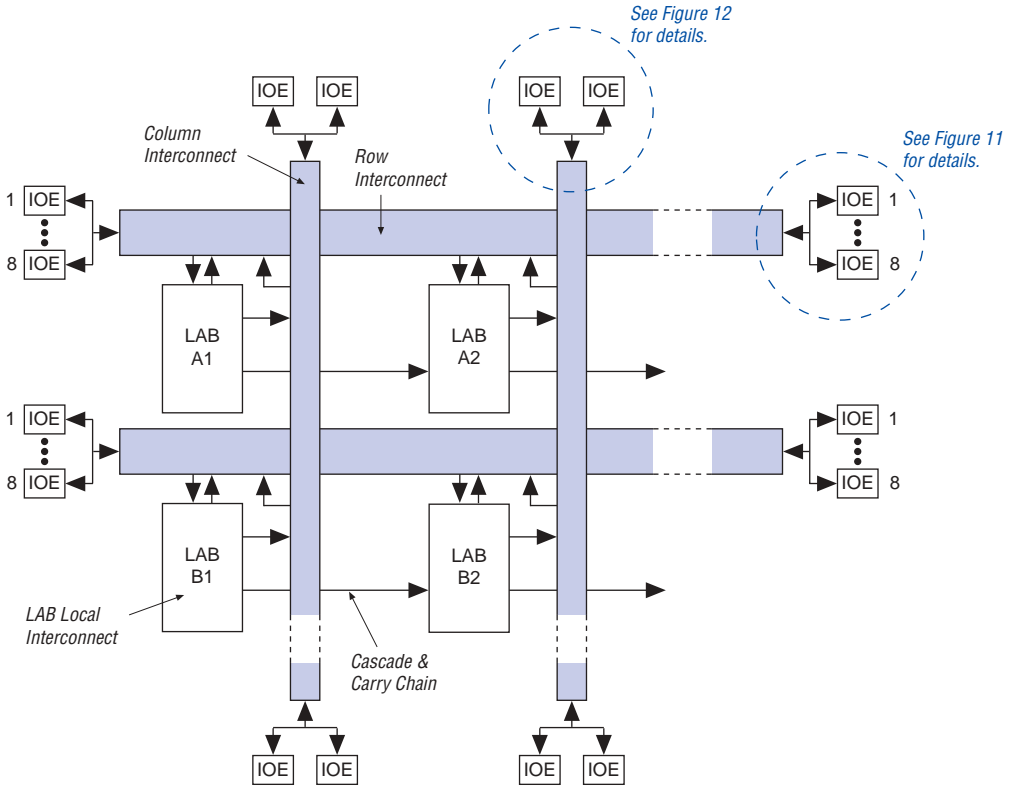 See Figure 12
for details.
IOE
IOE
IOE
IOE
Column
Interconnect
Row
Interconnect
See Figure 11
for details.
1 IOE
8 IOE
IOE 1
IOE 8
LAB
A1
LAB
A2
1 IOE
8 IOE
IOE 1
IOE 8
LAB
B1
LAB
B2
LAB Local
Interconnect
Cascade &
Carry Chain
IOE
IOE
IOE
IOE